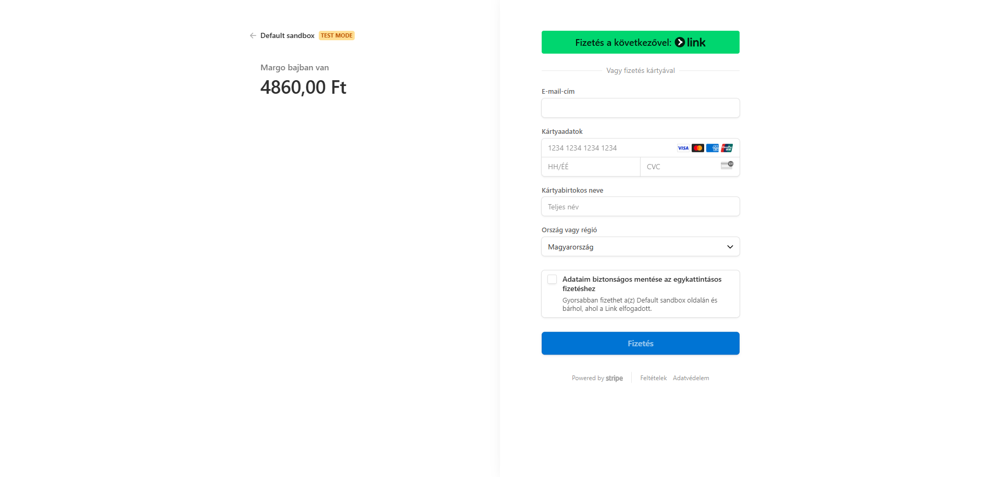 Default sandbox TEST MODE
Margo bajban van
4860,00 Ft
Fizetés a következővel: link
Vagy fizetés kártyával
E-mail-cím
Kártyaadatok
1234 1234 1234 1234 VISA
HH/ÉÉ CVC
Kártyabirtokos neve
Teljes név
Ország vagy régió
Magyarország
Adataim biztonságos mentése az egykattintásos
fizetéshez
Gyorsabban fizethet a(z) Default sandbox oldalán és
bárhol, ahol a Link elfogadott.
Fizetés
Powered by stripe Feltételek Adatvédelem